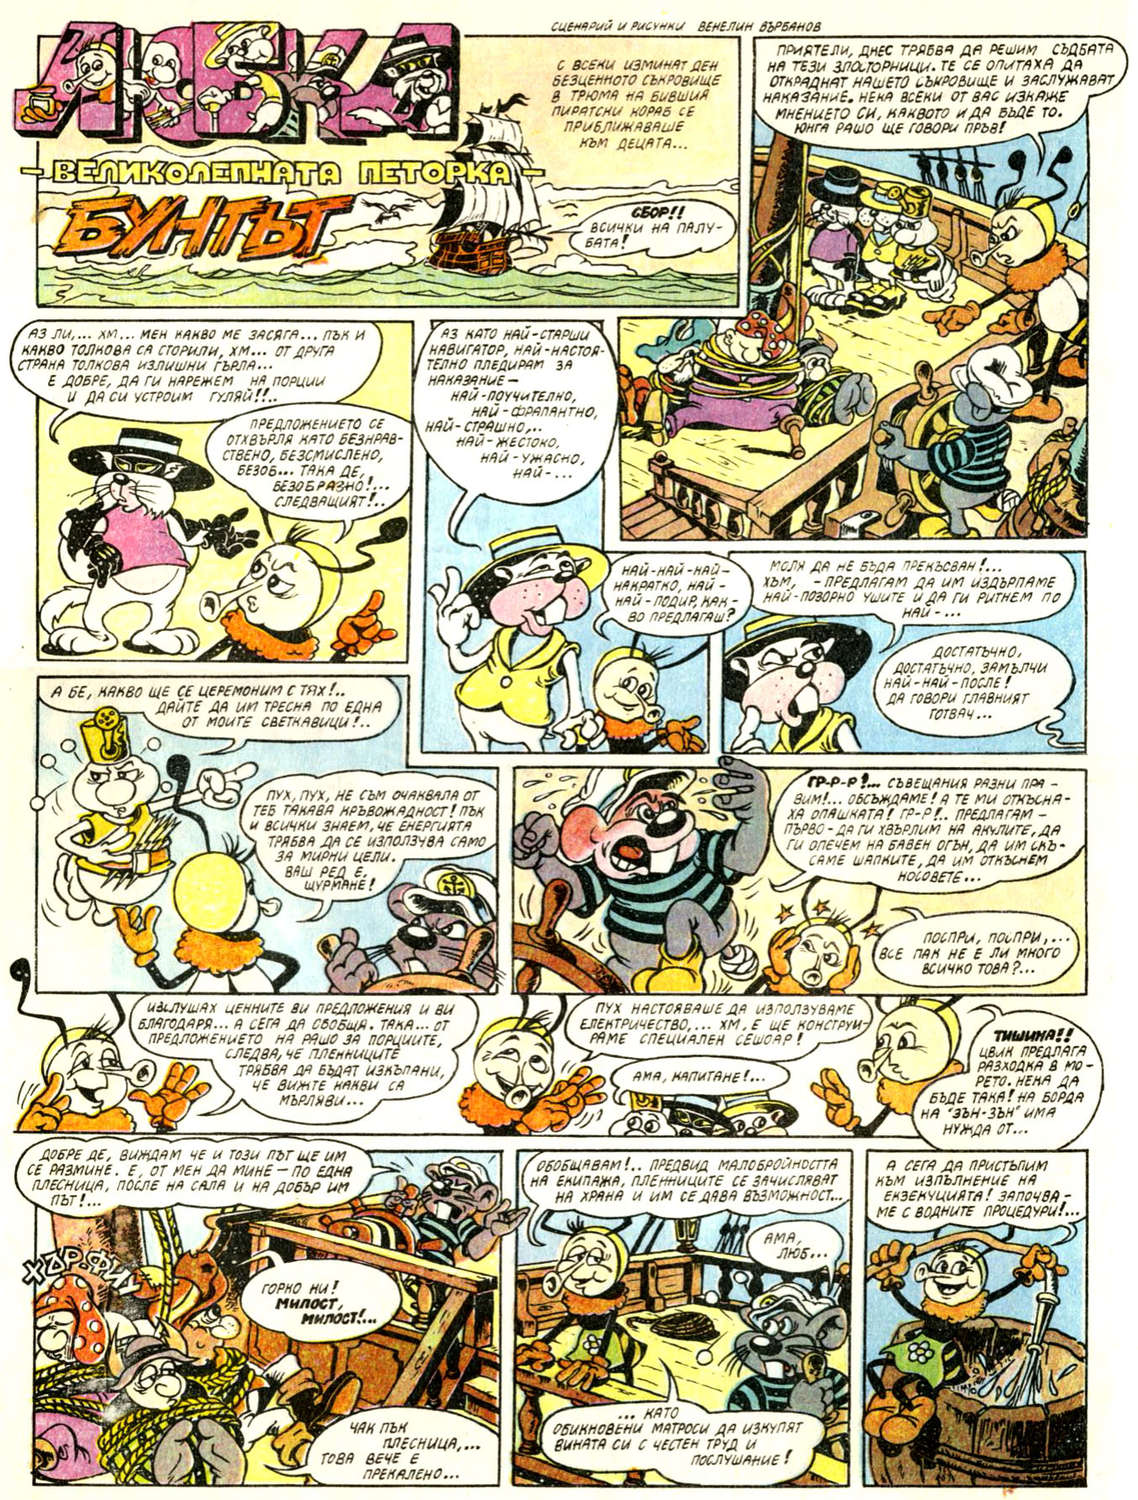 ЛЮБКА
СЦЕНАРИЙ И РИСУНКИ ВЕНЕЛИН ВЪРБАНОВ
- ВЕЛИКОЛЕПНАТА ПЕТОРКА -
БУНТЪТ
С ВСЕКИ ИЗМИНАТ ДЕН
БЕЗЦЕННОТО СЪКРОВИЩЕ
В ТРЮМА НА БИВШИЯ
ПИРАТСКИ КОРАБ СЕ
ПРИБЛИЖАВАШЕ
КЪМ ДЕЦАТА...
СБОР!!
ВСИЧКИ НА ПАЛУ-
БАТА!
ПРИЯТЕЛИ, ДНЕС ТРЯБВА ДА РЕШИМ СЪДБАТА
НА ТЕЗИ ЗЛОСТОРНИЦИ. ТЕ СЕ ОПИТАХА ДА
ОТКРАДНАТ НАШЕТО СЪКРОВИЩЕ И ЗАСЛУЖАВАТ
НАКАЗАНИЕ. НЕКА ВСЕКИ ОТ ВАС ИЗКАЖЕ
МНЕНИЕТО СИ, КАКВОТО И ДА БЪДЕ ТО.
ЮНГА РАШО ЩЕ ГОВОРИ ПРЪВ!
АЗ ЛИ,... ХМ... МЕН КАКВО МЕ ЗАСЯГА... ПЪК И
КАКВО ТОЛКОВА СА СТОРИЛИ, ХМ... ОТ ДРУГА
СТРАНА ТОЛКОВА ИЗЛИШНИ ГЪРЛА...
Е ДОБРЕ, ДА ГИ НАРЕЖЕМ НА ПОРЦИИ
И ДА СИ УСТРОИМ ГУЛЯЙ!!..
ПРЕДЛОЖЕНИЕТО СЕ
ОТХВЪРЛЯ КАТО БЕЗНРАВ-
СТВЕНО, БЕЗСМИСЛЕНО,
БЕЗОБ... ТАКА ДЕ,
БЕЗОБРАЗНО!...
СЛЕДВАЩИЯТ!..
АЗ КАТО НАЙ-СТАРШИ
НАВИГАТОР, НАЙ-НАСТОЯ-
ТЕЛНО ПЛЕДИРАМ ЗА
НАКАЗАНИЕ -
НАЙ-ПОУЧИТЕЛНО,
НАЙ-ФРАПАНТНО,
НАЙ-СТРАШНО,..
НАЙ-ЖЕСТОКО,
НАЙ-УЖАСНО,
НАЙ-...
НАЙ-НАЙ-НАЙ-
НАКРАТКО, НАЙ-
НАЙ-ПОДИР, КАК-
ВО ПРЕДЛАГАШ?
МОЛЯ ДА НЕ БЪДА ПРЕКЪСВАН!...
ХЪМ, - ПРЕДЛАГАМ ДА ИМ ИЗДЪРПАМЕ
НАЙ-ПОЗОРНО УШИТЕ И ДА ГИ РИТНЕМ ПО
НАЙ-...
ДОСТАТЪЧНО,
ДОСТАТЪЧНО, ЗАМЪЛЧИ
НАЙ-НАЙ-ПОСЛЕ!
ДА ГОВОРИ ГЛАВНИЯТ
ГОТВАЧ...
А БЕ, КАКВО ЩЕ СЕ ЦЕРЕМОНИМ С ТЯХ!..
ДАЙТЕ ДА ИМ ТРЕСНА ПО ЕДНА
ОТ МОИТЕ СВЕТКАВИЦИ!..
ПУХ, ПУХ, НЕ СЪМ ОЧАКВАЛА ОТ
ТЕБ ТАКАВА КРЪВОЖАДНОСТ! ПЪК
И ВСИЧКИ ЗНАЕМ, ЧЕ ЕНЕРГИЯТА
ТРЯБВА ДА СЕ ИЗПОЛЗУВА САМО
ЗА МИРНИ ЦЕЛИ.
ВАШ РЕД Е,
ЩУРМАНЕ!
ГР-Р-Р!... СЪВЕЩАНИЯ РАЗНИ ПРА-
ВИМ!... ОБСЪЖДАМЕ! А ТЕ МИ ОТКЪСНА-
ХА ОПАШКАТА! ГР-Р!.. ПРЕДЛАГАМ-
ПЪРВО-ДА ГИ ХВЪРЛИМ НА АКУЛИТЕ, ДА
ГИ ОПЕЧЕМ НА БАВЕН ОГЪН, ДА ИМ СКЪ-
САМЕ ШАПКИТЕ, ДА ИМ ОТКЪСНЕМ
НОСОВЕТЕ...
ПОСПРИ, ПОСПРИ,...
ВСЕ ПАК НЕ Е ЛИ МНОГО
ВСИЧКО ТОВА?...
ИЗСЛУШАХ ЦЕННИТЕ ВИ ПРЕДЛОЖЕНИЯ И ВИ
БЛАГОДАРЯ... А СЕГА ДА ОБОБЩЯ. ТАКА... ОТ
ПРЕДЛОЖЕНИЕТО НА РАШО ЗА ПОРЦИИТЕ,
СЛЕДВА, ЧЕ ПЛЕННИЦИТЕ
ТРЯБВА ДА БЪДАТ ИЗКЪПАНИ,
ЧЕ ВИЖТЕ КАКВИ СА
МЪРЛЯВИ...
ПУХ НАСТОЯВАШЕ ДА ИЗПОЛЗУВАМЕ
ЕЛЕКТРИЧЕСТВО,... ХМ, Е ЩЕ КОНСТРУИ-
РАМЕ СПЕЦИАЛЕН СЕШОАР!
АМА, КАПИТАНЕ!...
ТИШИНА!!
ЦВИК ПРЕДЛАГА
РАЗХОДКА В МО-
РЕТО. НЕКА ДА
БЪДЕ ТАКА! НА БОРДА
НА "ЗЪН-ЗЪН" ИМА
НУЖДА ОТ...
ДОБРЕ ДЕ, ВИЖДАМ ЧЕ И ТОЗИ ПЪТ ЩЕ ИМ
СЕ РАЗМИНЕ. Е, ОТ МЕН ДА МИНЕ - ПО ЕДНА
ПЛЕСНИЦА, ПОСЛЕ НА САЛА И НА ДОБЪР ИМ
ПЪТ!...
ХЪР. ФИЙ
ГОРКО НИ!
МИЛОСТ,
МИЛОСТ!...
ЧАК ПЪК
ПЛЕСНИЦА,...
ТОВА ВЕЧЕ Е
ПРЕКАЛЕНО...
ОБОБЩАВАМ!.. ПРЕДВИД МАЛОБРОЙНОСТТА
НА ЕКИПАЖА, ПЛЕННИЦИТЕ СЕ ЗАЧИСЛЯВАТ
НА ХРАНА И ИМ СЕ ДАВА ВЪЗМОЖНОСТ...
АМА,
ЛЮБ...
... КАТО
ОБИКНОВЕНИ МАТРОСИ ДА ИЗКУПЯТ
ВИНАТА СИ С ЧЕСТЕН ТРУД И
ПОСЛУШАНИЕ!
А СЕГА ДА ПРИСТЪПИМ
КЪМ ИЗПЪЛНЕНИЕ НА
ЕКЗЕКУЦИЯТА! ЗАПОЧВА-
МЕ С ВОДНИТЕ ПРОЦЕДУРИ!...